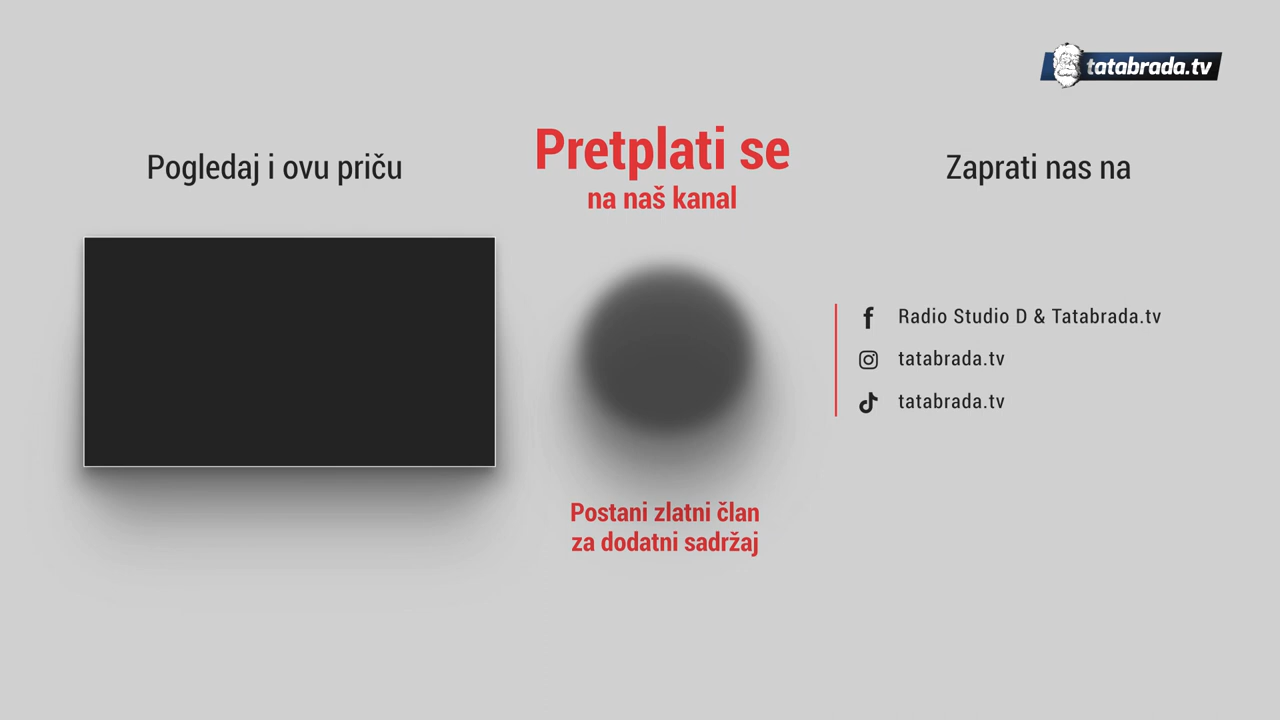 tatabrada.tv
Pogledaj i ovu priču
Pretplati se
na naš kanal
Postani zlatni član
za dodatni sadržaj
Zaprati nas na
Radio Studio D & Tatabrada.tv
tatabrada.tv
tatabrada.tv